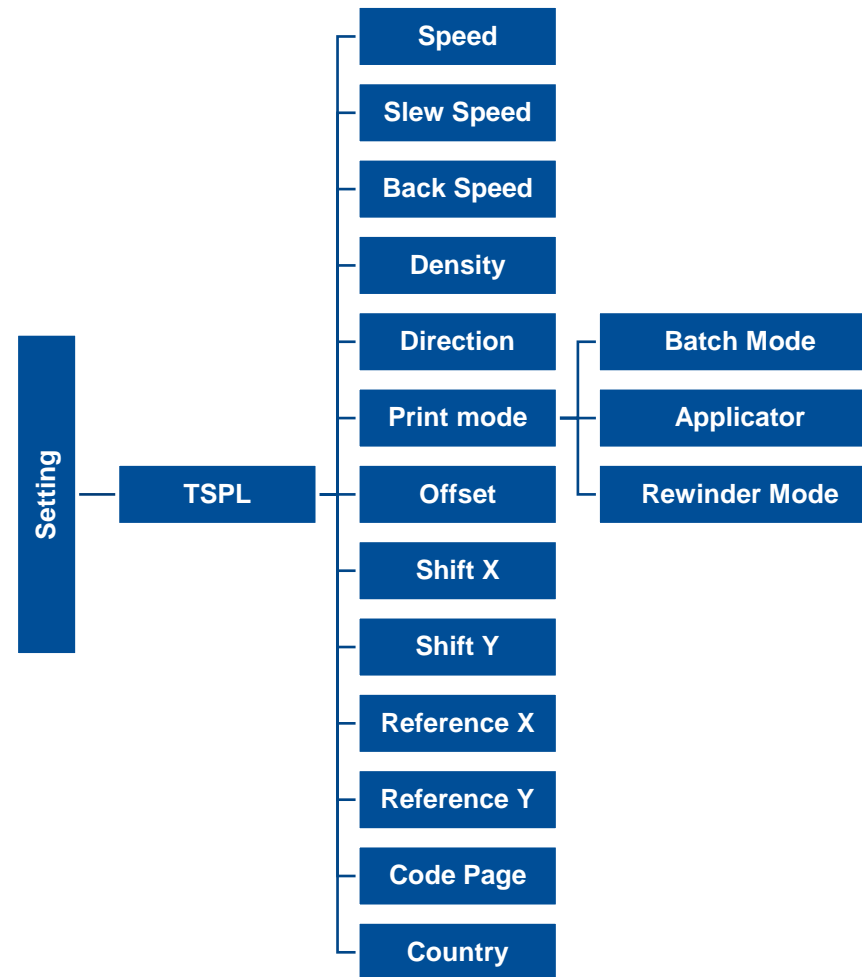 Setting
TSPL
Speed
Slew Speed
Back Speed
Density
Direction
Print mode
Offset
Shift X
Shift Y
Reference X
Reference Y
Code Page
Country
Batch Mode
Applicator
Rewinder Mode